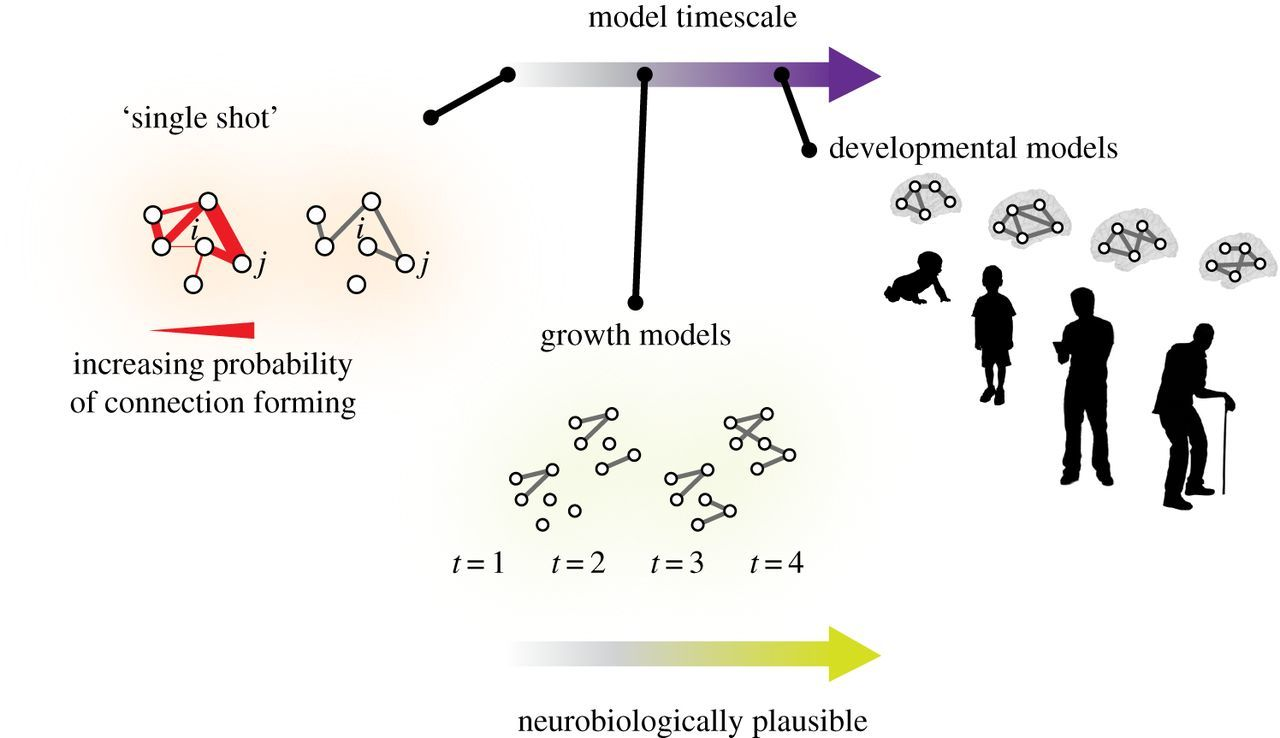 model timescale
‘single shot’
developmental models
i
j
i
j
growth models
increasing probability
of connection forming
t = 1
t = 2
t = 3
t = 4
neurobiologically plausible